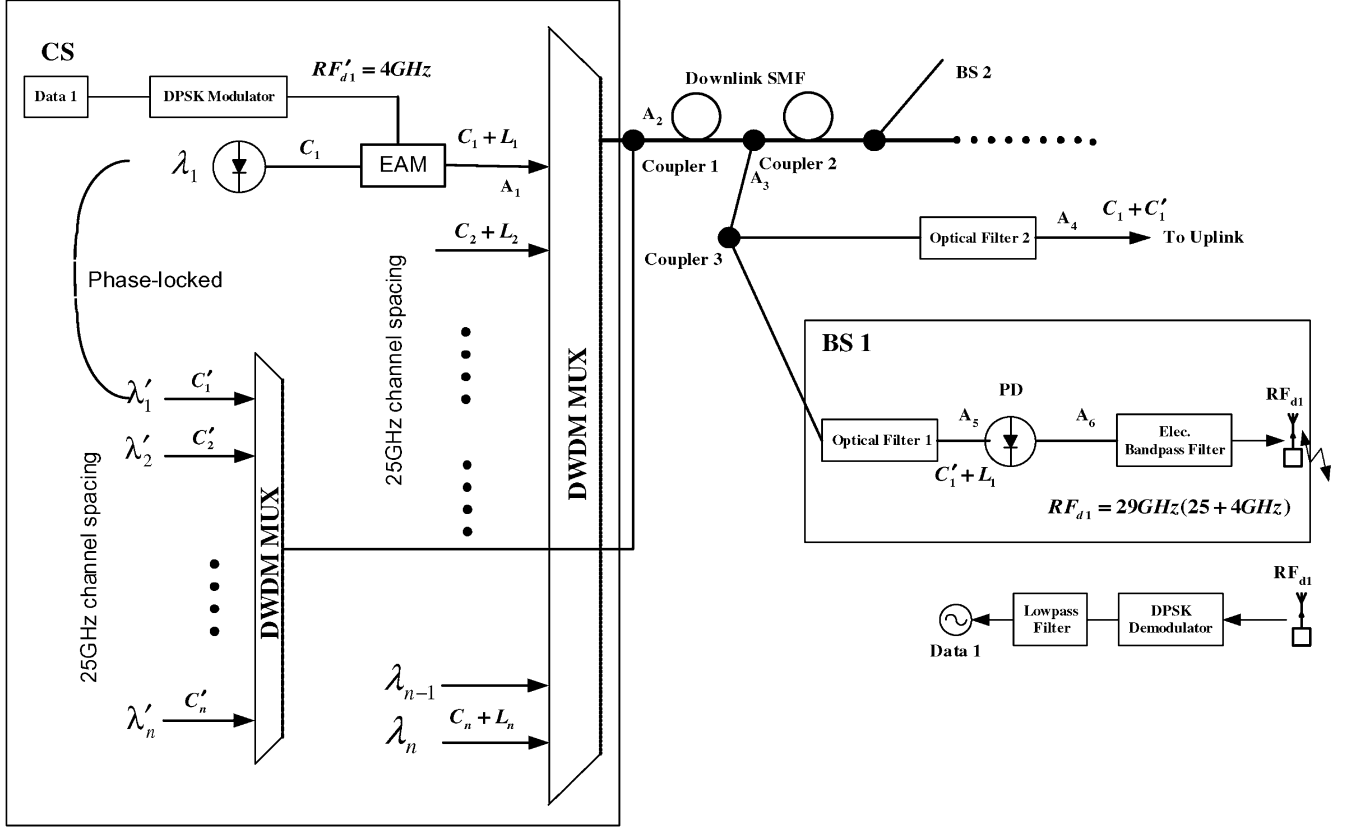 CS
Data 1
DPSK Modulator
RF′d1 = 4GHz
λ1
C1
EAM
C1 + L1
A1
C2 + L2
Phase-locked
25GHz channel spacing
DWDM MUX
λ′1
C′1
λ′2
C′2
25GHz channel spacing
DWDM MUX
λ′n
C′n
λn−1
λn
Cn + Ln
A2
Downlink SMF
BS 2
Coupler 1
Coupler 2
A3
Coupler 3
Optical Filter 2
A4
C1 + C′1
To Uplink
BS 1
Optical Filter 1
A5
C′1 + L1
PD
A6
Elec.
Bandpass Filter
RFd1
RFd1 = 29GHz(25 + 4GHz)
RFd1
DPSK
Demodulator
Lowpass
Filter
Data 1